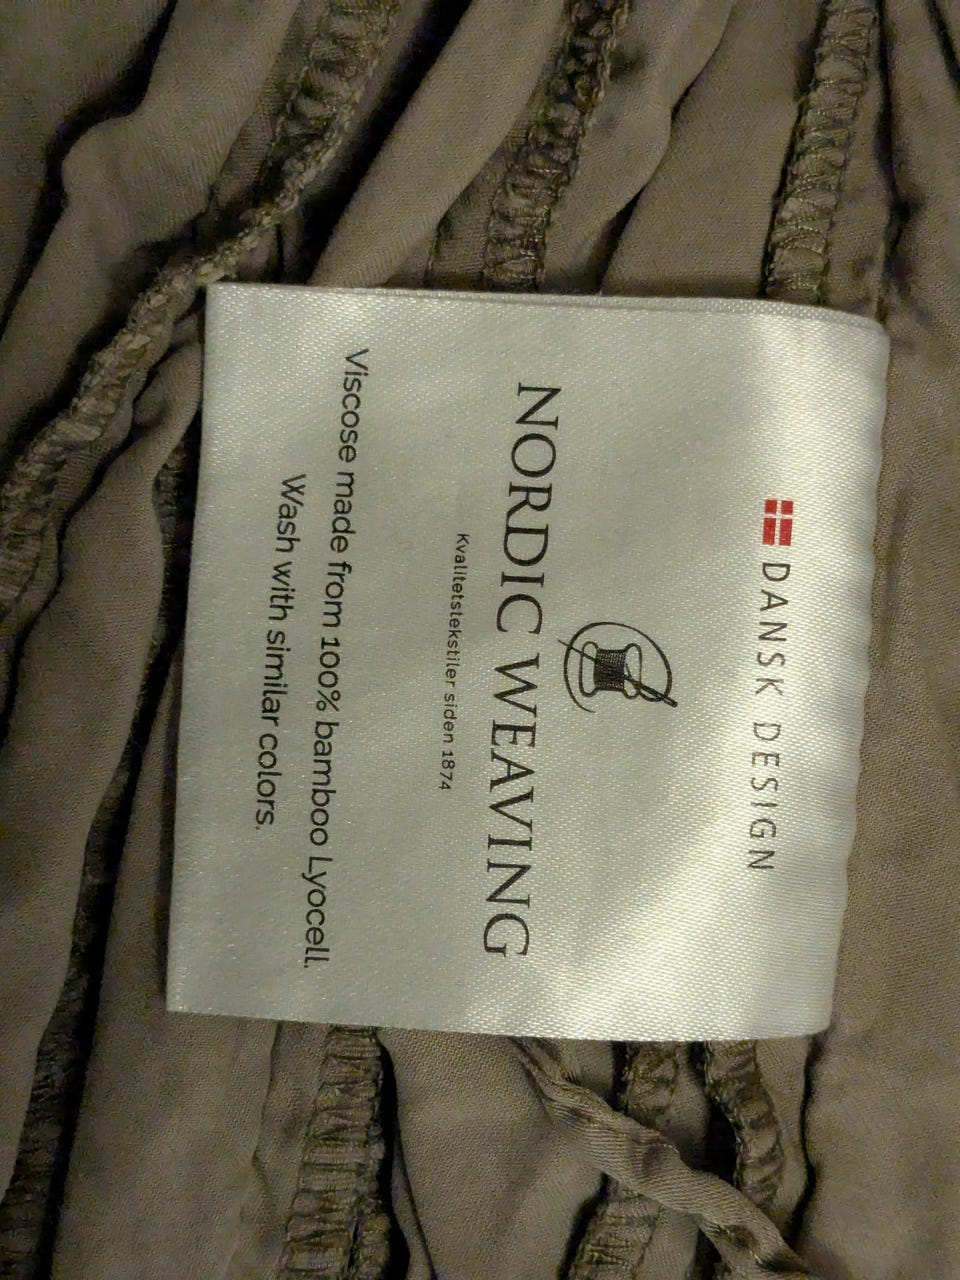 DANSK DESIGN
NORDIC WEAVING
Kvalitetstekstiler siden 1874
Viscose made from 100% bamboo Lyocell.
Wash with similar colors.